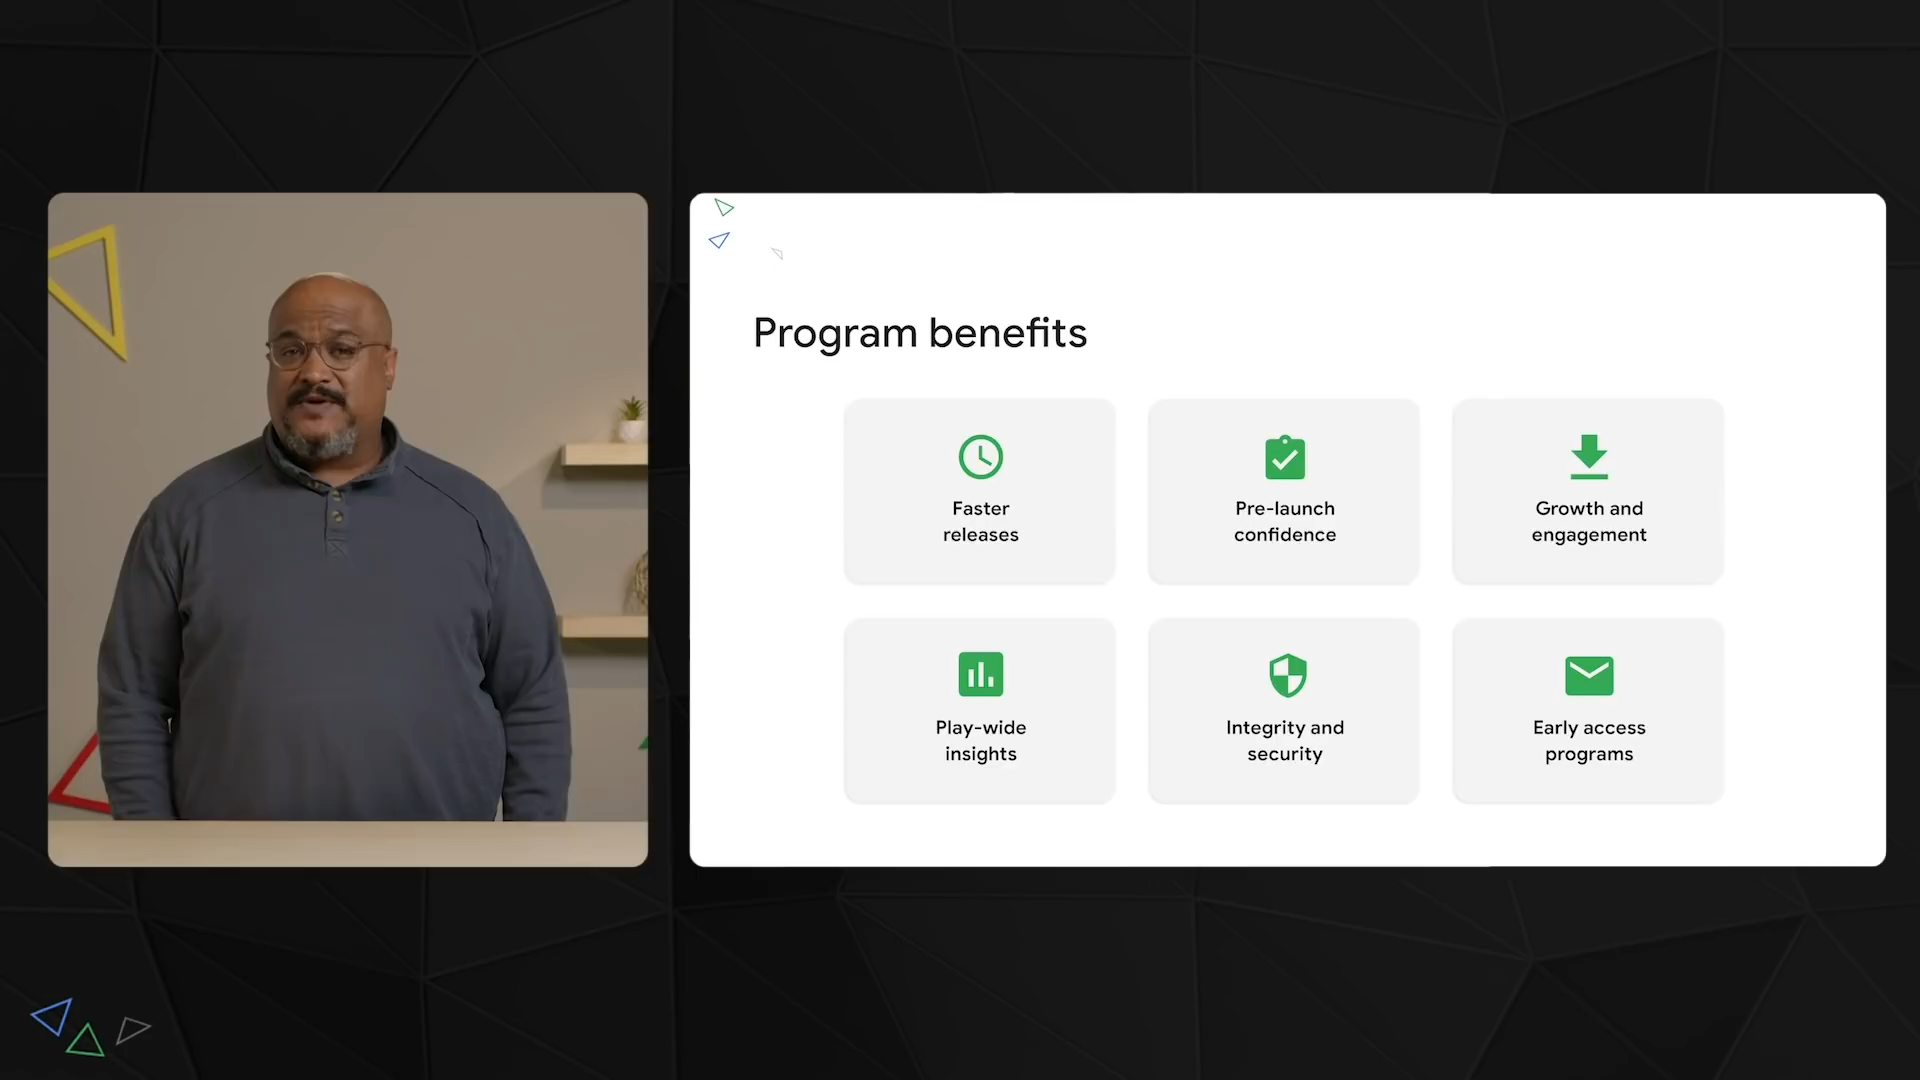 Program benefits
Faster
releases
Pre-launch
confidence
Growth and
engagement
Play-wide
insights
Integrity and
security
Early access
programs